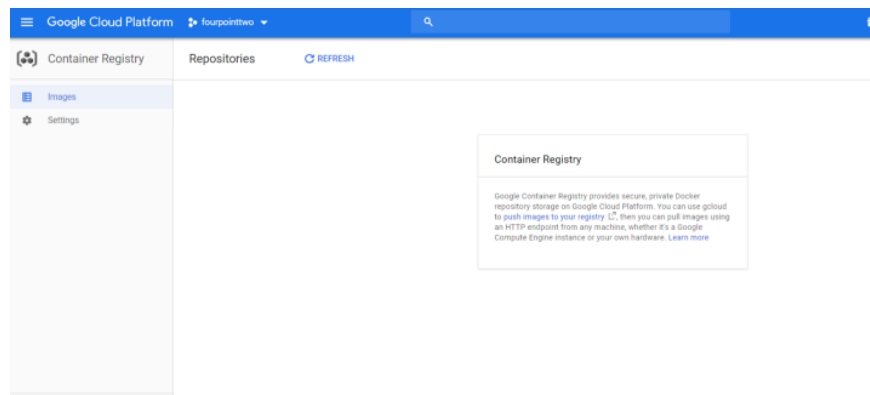 Google Cloud Platform fourpointtwo
Container Registry
Repositories
REFRESH
Images
Settings
Container Registry
Google Container Registry provides secure, private Docker
repository storage on Google Cloud Platform. You can use gcloud
to push images to your registry, then you can pull images using
an HTTP endpoint from any machine, whether it's a Google
Compute Engine instance or your own hardware. Learn more